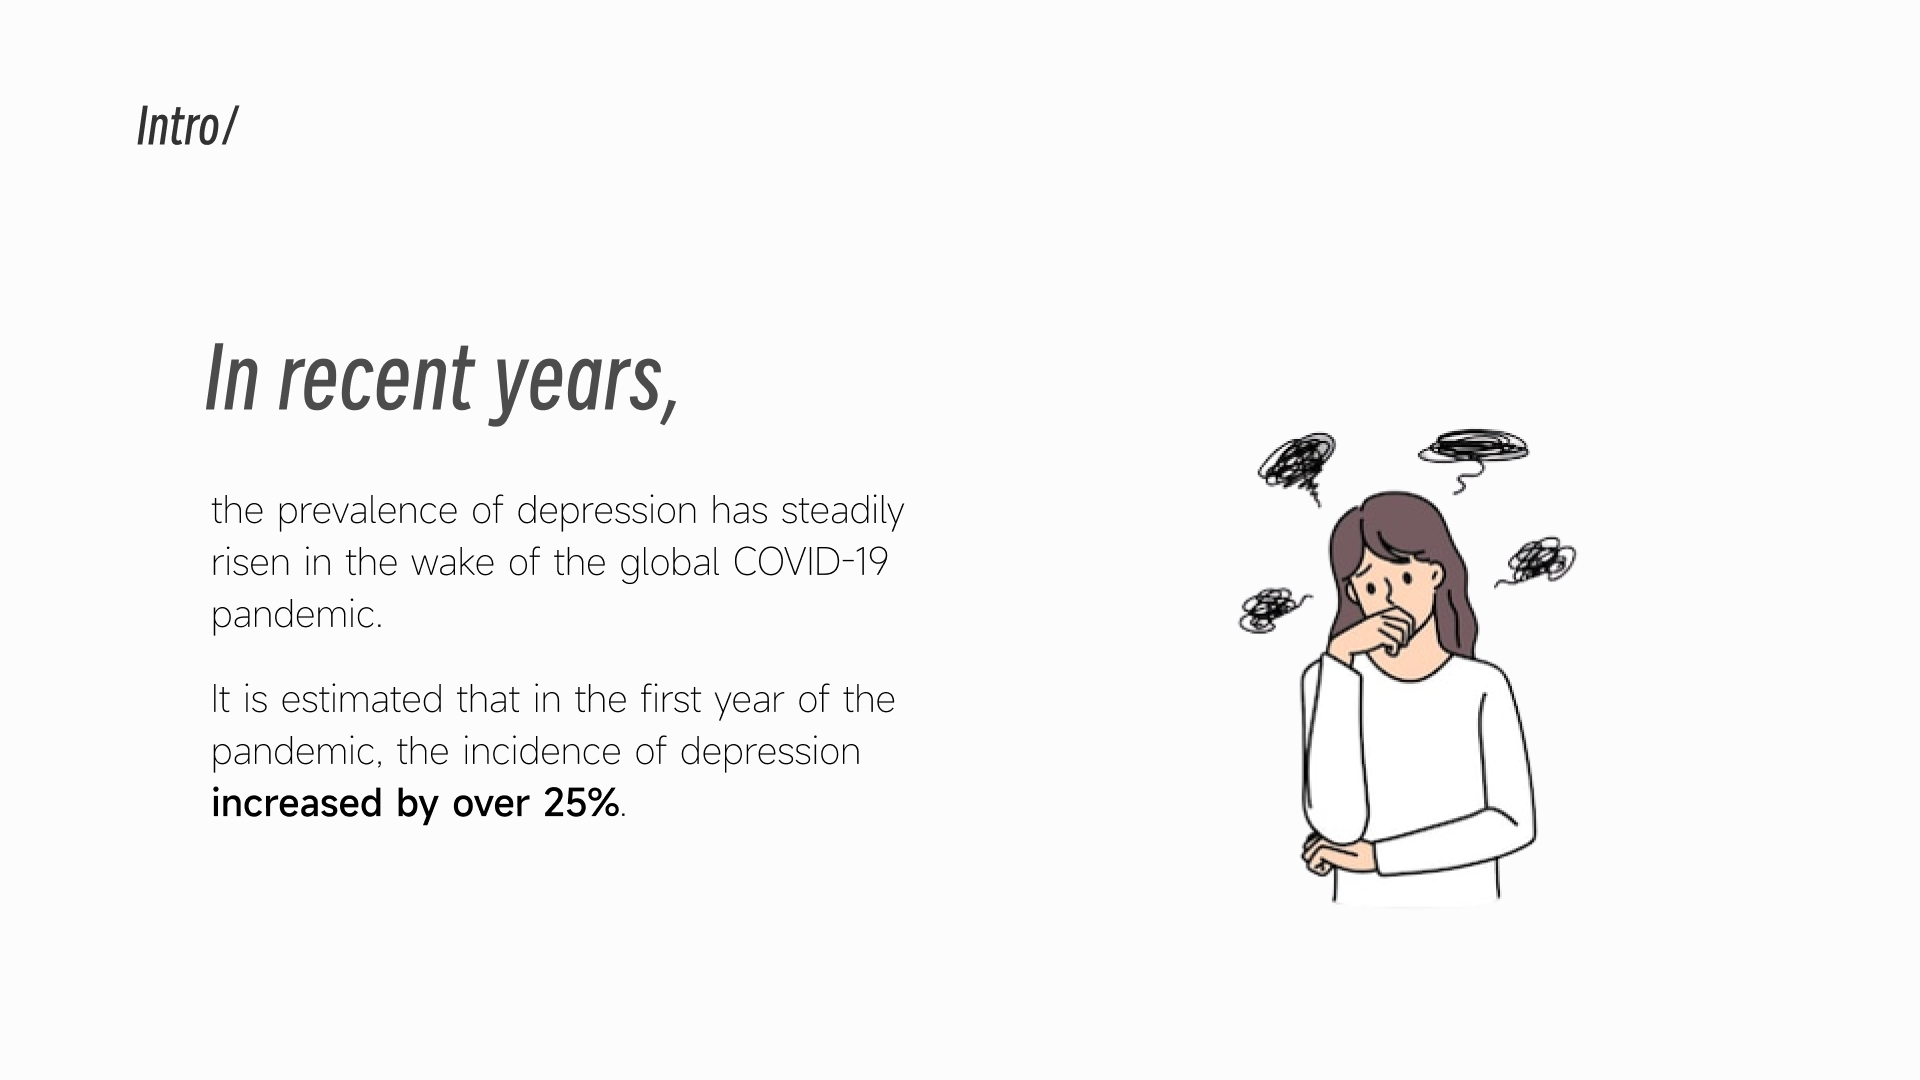 Intro/
In recent years,
the prevalence of depression has steadily
risen in the wake of the global COVID-19
pandemic.
It is estimated that in the first year of the
pandemic, the incidence of depression
increased by over 25%.